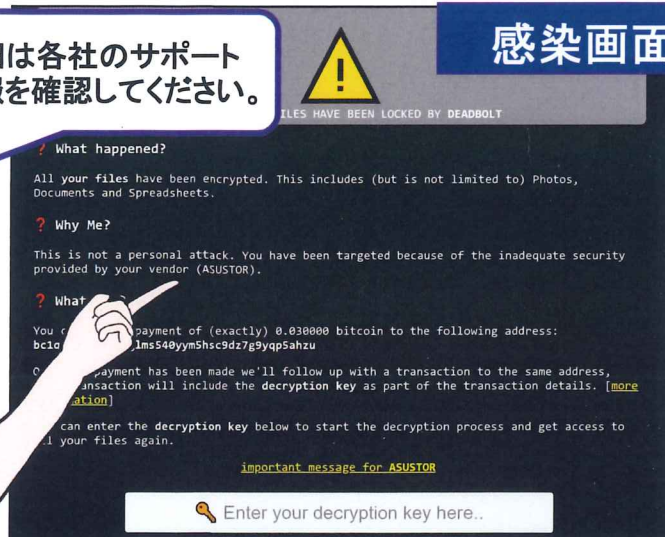 感染画面
は各社のサポート
を確認してください。
HAVE BEEN LOCKED BY DEADBOLT
? What happened?
All your files have been encrypted. This includes (but is not limited to) Photos,
Documents and Spreadsheets.
? Why Me?
This is not a personal attack. You have been targeted because of the inadequate security
provided by your vendor (ASUSTOR).
? What
You payment of (exactly) 0.030000 bitcoin to the following address:
bc1q lms540yym5hsc9dz7g9yqp5ahzu
payment has been made we'll follow up with a transaction to the same address,
transaction will include the decryption key as part of the transaction details. [more
ation]
can enter the decryption key below to start the decryption process and get access to
your files again.
important message for ASUSTOR
Enter your decryption key here..